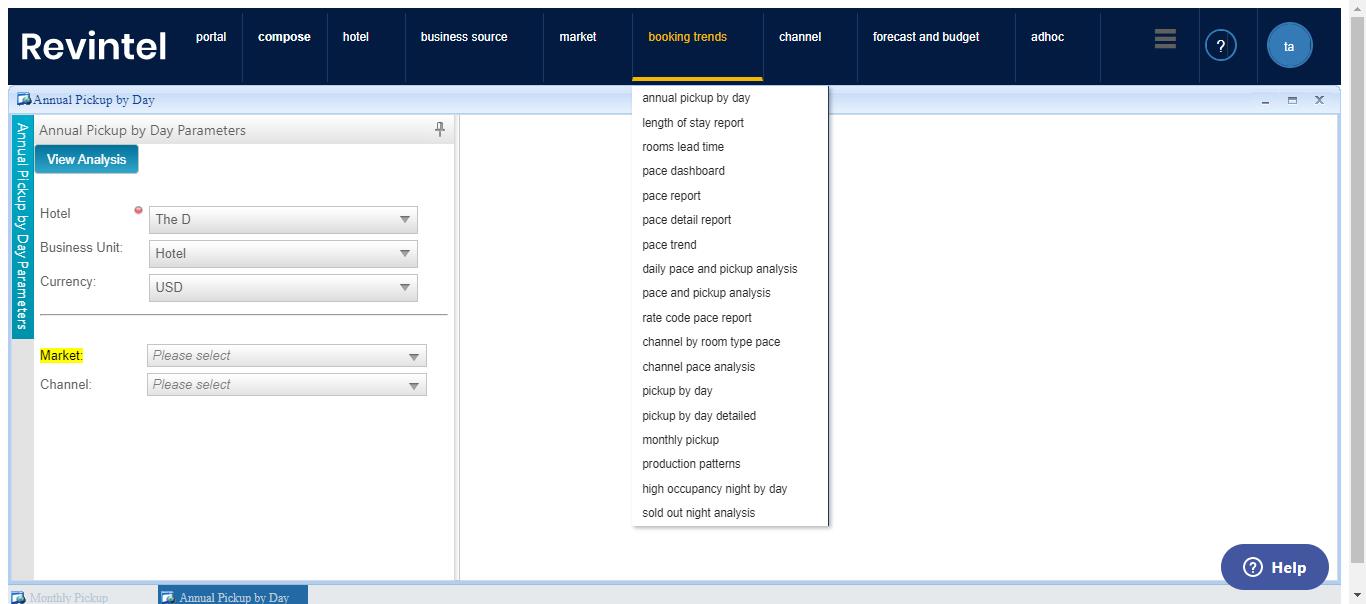 Revintel
portal
compose
hotel
business source
market
booking trends
channel
forecast and budget
adhoc
?
ta
Annual Pickup by Day
Annual Pickup by Day Parameters
Annual Pickup by Day Parameters
View Analysis
Hotel
The D
Business Unit:
Hotel
Currency:
USD
Market:
Please select
Channel:
Please select
annual pickup by day
length of stay report
rooms lead time
pace dashboard
pace report
pace detail report
pace trend
daily pace and pickup analysis
pace and pickup analysis
rate code pace report
channel by room type pace
channel pace analysis
pickup by day
pickup by day detailed
monthly pickup
production patterns
high occupancy night by day
sold out night analysis
? Help
Monthly Pickup
Annual Pickup by Day